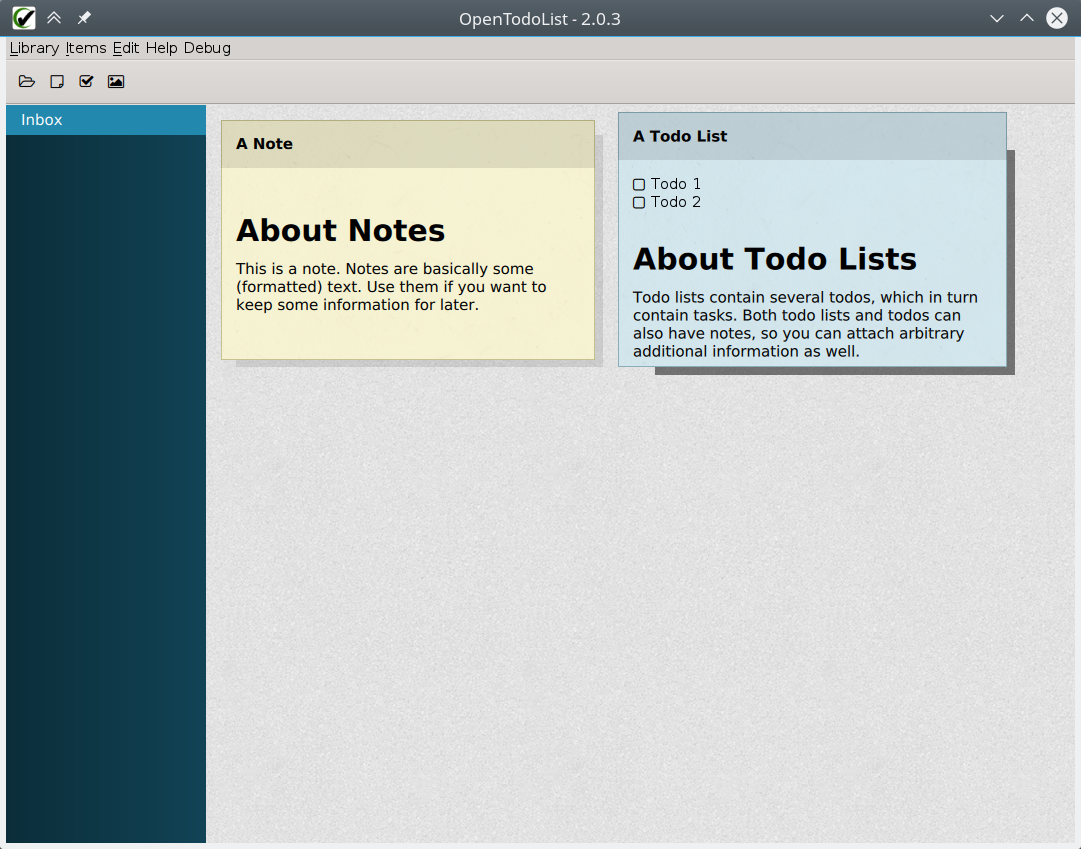 OpenTodoList - 2.0.3
Library Items Edit Help Debug
Inbox
A Note
About Notes
This is a note. Notes are basically some
(formatted) text. Use them if you want to
keep some information for later.
A Todo List
Todo 1
Todo 2
About Todo Lists
Todo lists contain several todos, which in turn
contain tasks. Both todo lists and todos can
also have notes, so you can attach arbitrary
additional information as well.